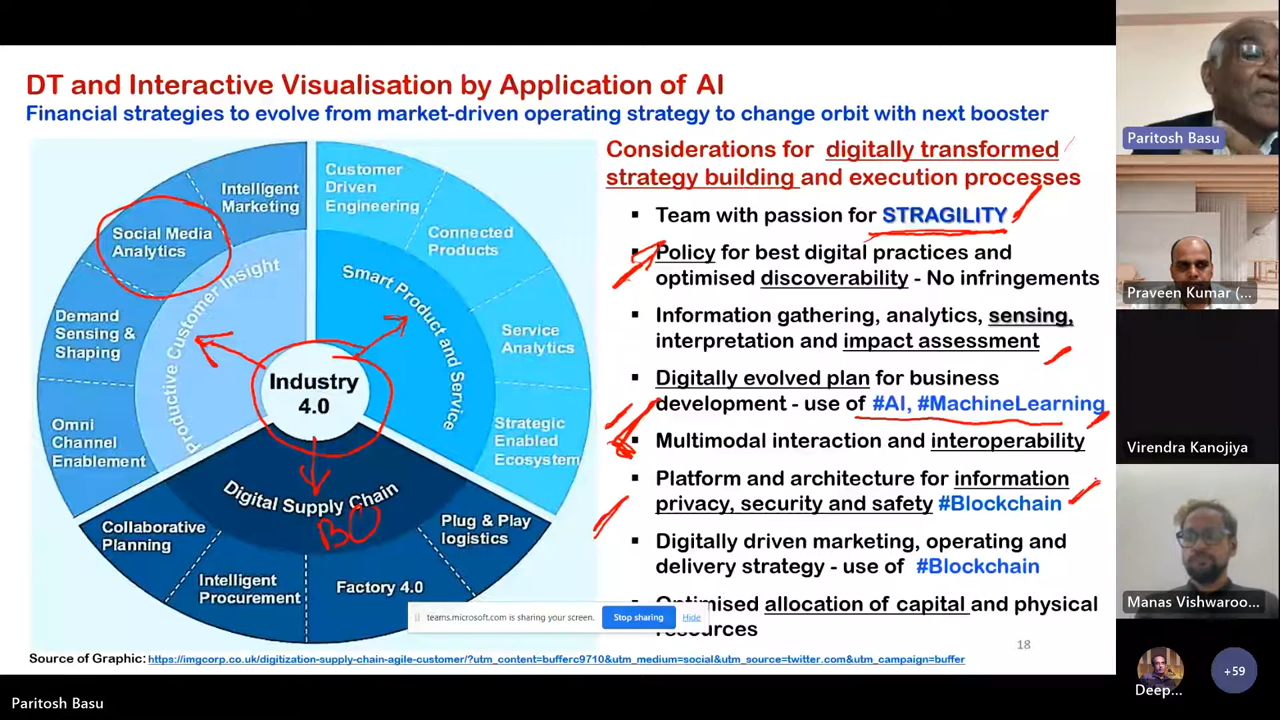 DT and Interactive Visualisation by Application of AI
Financial strategies to evolve from market-driven operating strategy to change orbit with next booster
Intelligent
Marketing
Social Media
Analytics
Demand
Sensing &
Shaping
Omni
Channel
Enablement
Productive Customer Insight
Customer
Driven
Engineering
Connected
Products
Service
Analytics
Strategic
Enabled
Ecosystem
Smart Product and Service
Industry
4.0
Digital Supply Chain
BC
Collaborative
Planning
Intelligent
Procurement
Factory 4.0
Plug & Play
logistics
Considerations for digitally transformed
strategy building and execution processes
▪ Team with passion for STRAGILITY
▪ Policy for best digital practices and
optimised discoverability - No infringements
▪ Information gathering, analytics, sensing,
interpretation and impact assessment
▪ Digitally evolved plan for business
development - use of #AI, #MachineLearning
▪ Multimodal interaction and interoperability
▪ Platform and architecture for information
privacy, security and safety #Blockchain
▪ Digitally driven marketing, operating and
delivery strategy - use of #Blockchain
▪ Optimised allocation of capital and physical
resources
teams.microsoft.com is sharing your screen.
Stop sharing
Hide
18
Source of Graphic: https://imgcorp.co.uk/digitization-supply-chain-agile-customer/?utm_content=bufferc9710&utm_medium=social&utm_source=twitter.com&utm_campaign=buffer
Paritosh Basu
Paritosh Basu
Praveen Kumar (...
Virendra Kanojiya
Manas Vishwaroo...
Deep...
+59